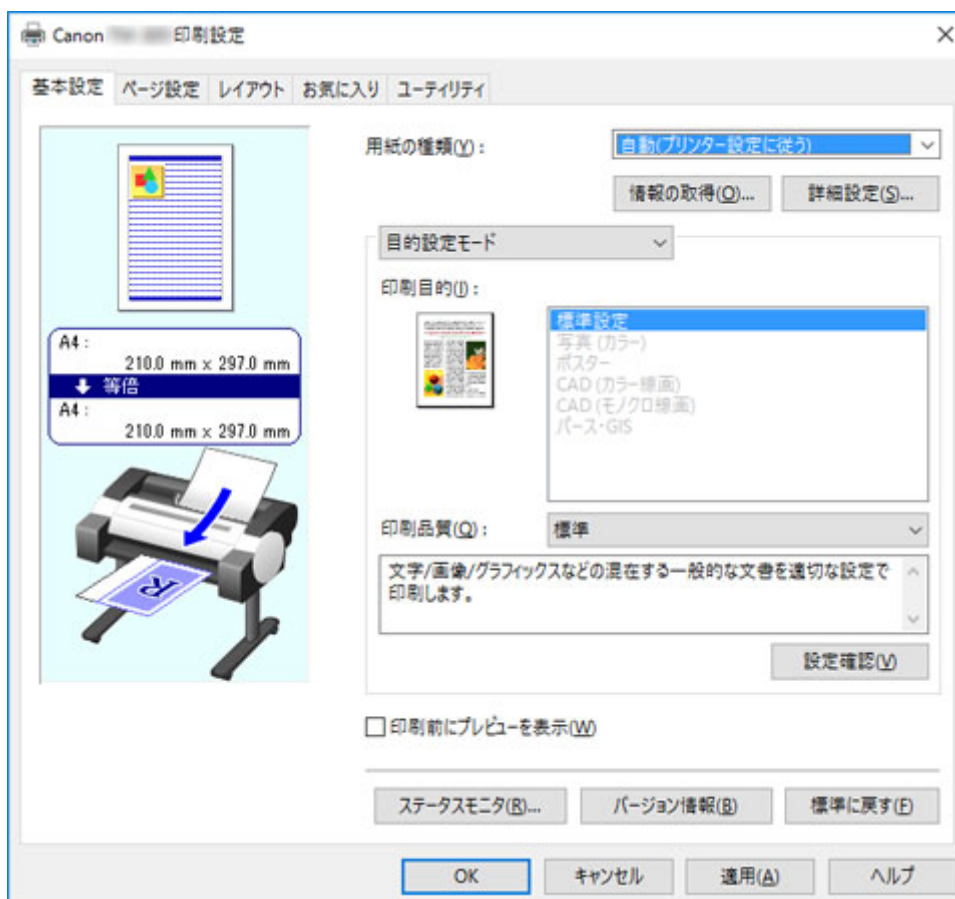 Canon 印刷設定
基本設定 ページ設定 レイアウト お気に入り ユーティリティ
用紙の種類(Y):
自動(プリンター設定に従う)
情報の取得(O)... 詳細設定(S)...
目的設定モード
印刷目的(I):
標準設定
写真 (カラー)
ポスター
CAD (カラー線画)
CAD (モノクロ線画)
パース・GIS
A4:
210.0 mm x 297.0 mm
等倍
A4:
210.0 mm x 297.0 mm
R
印刷品質(Q): 標準
文字/画像/グラフィックスなどの混在する一般的な文書を適切な設定で
印刷します。
設定確認(V)
印刷前にプレビューを表示(W)
ステータスモニタ(R)... バージョン情報(B) 標準に戻す(F)
OK キャンセル 適用(A) ヘルプ